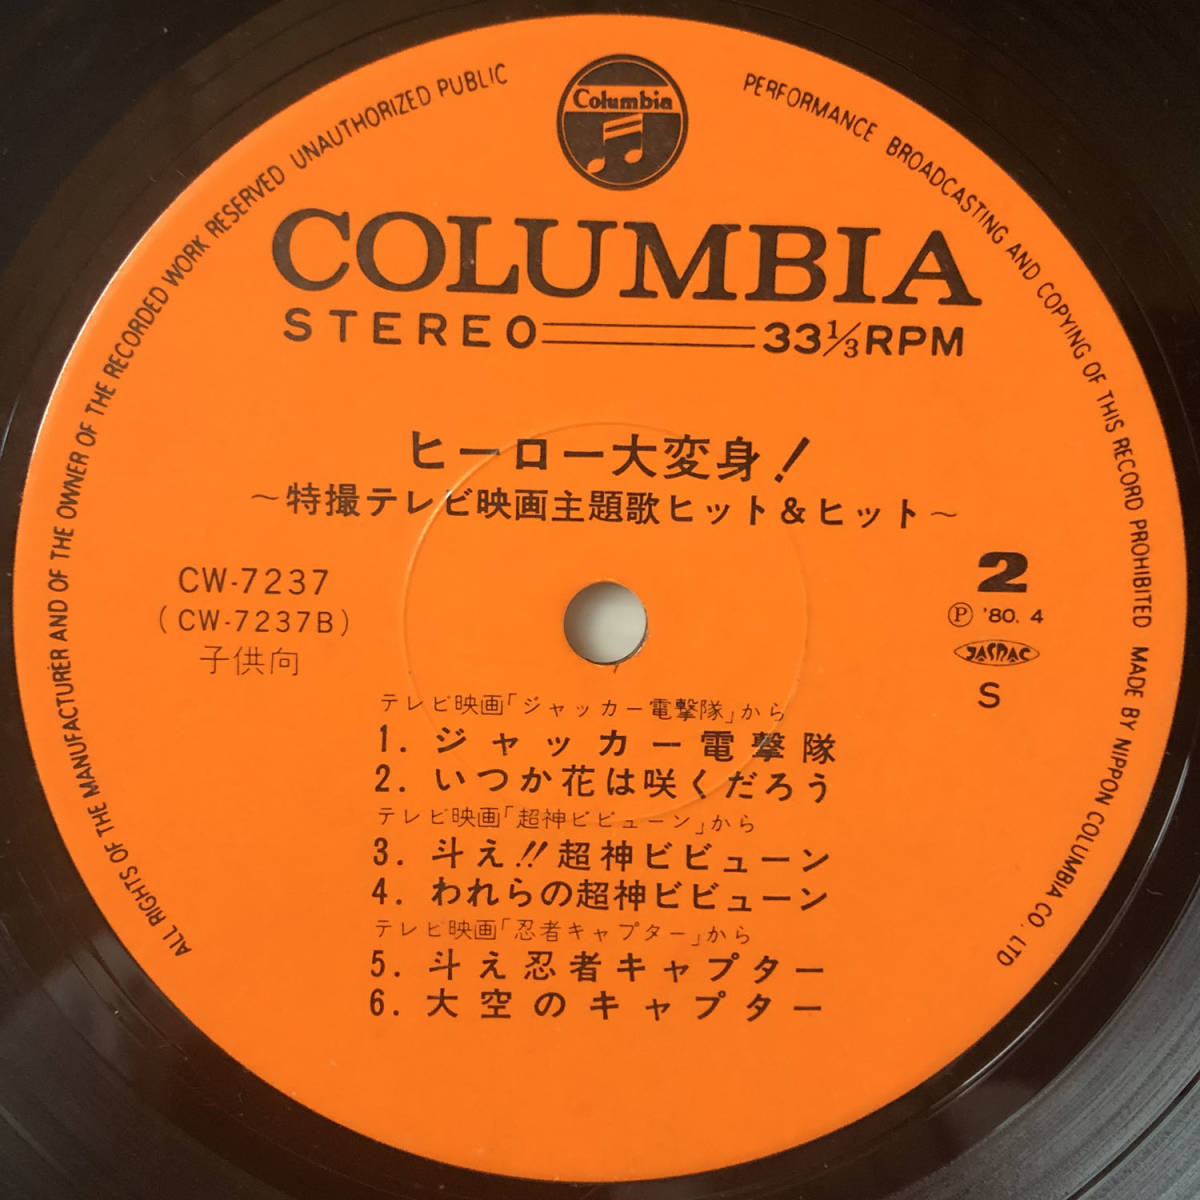 ALL RIGHTS OF THE MANUFACTURER AND OF THE OWNER OF THE RECORDED WORK RESERVED UNAUTHORIZED PUBLIC PERFORMANCE BROADCASTING AND COPYING OF THIS RECORD PROHIBITED MADE BY NIPPON COLUMBIA CO., LTD
Columbia
COLUMBIA
STEREO 33 1/3 RPM
ヒーロー大変身!
~特撮テレビ映画主題歌ヒット&ヒット~
CW-7237
(CW-7237B)
子供向
2
Ⓟ '80. 4
JASRAC
S
テレビ映画「ジャッカー電撃隊」から
1. ジャッカー電撃隊
2. いつか花は咲くだろう
テレビ映画「超神ビビューン」から
3. 斗え!!超神ビビューン
4. われらの超神ビビューン
テレビ映画「忍者キャプター」から
5. 斗え忍者キャプター
6. 大空のキャプター